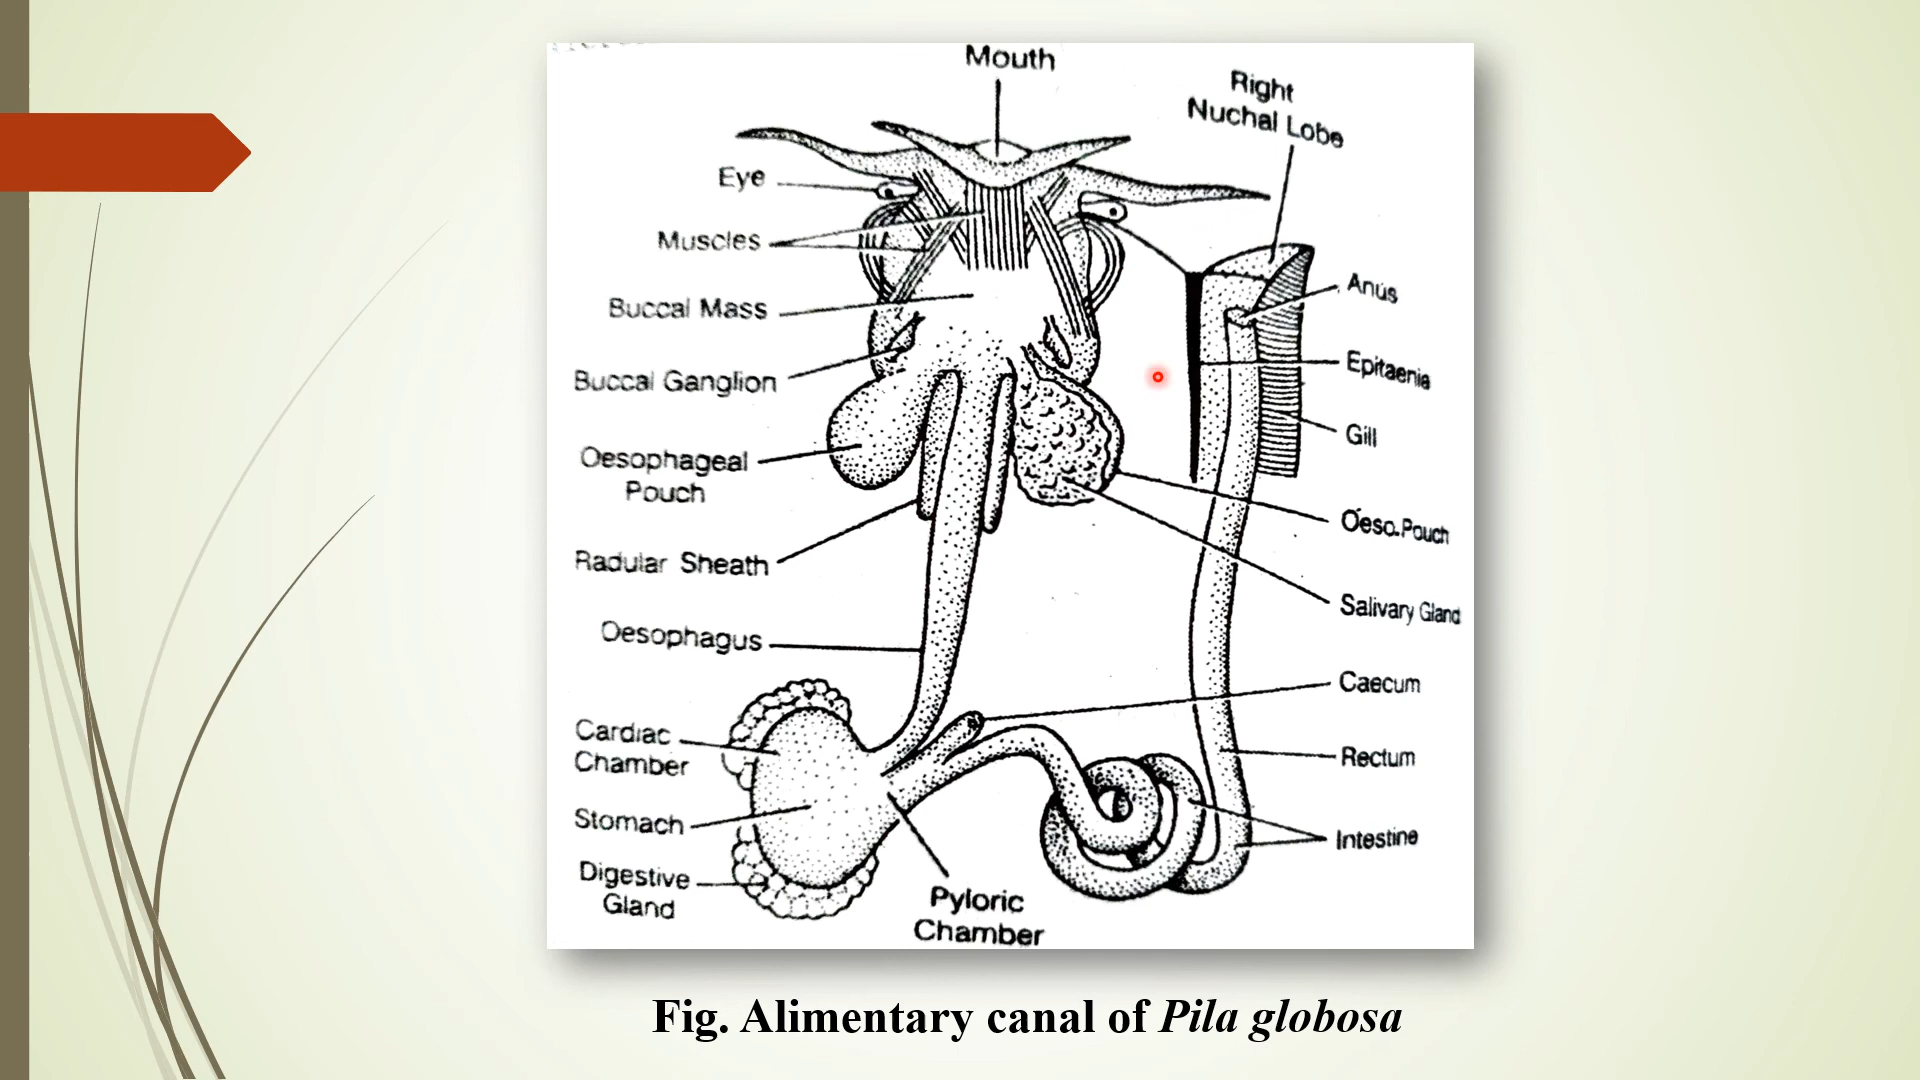 Mouth
Right
Nuchal Lobe
Eye
Muscles
Anus
Buccal Mass
Epitaenia
Buccal Ganglion
Gill
Oesophageal
Pouch
Oeso. Pouch
Radular Sheath
Salivary Gland
Oesophagus
Caecum
Cardiac
Chamber
Rectum
Stomach
Intestine
Digestive
Gland
Pyloric
Chamber
Fig. Alimentary canal of Pila globosa